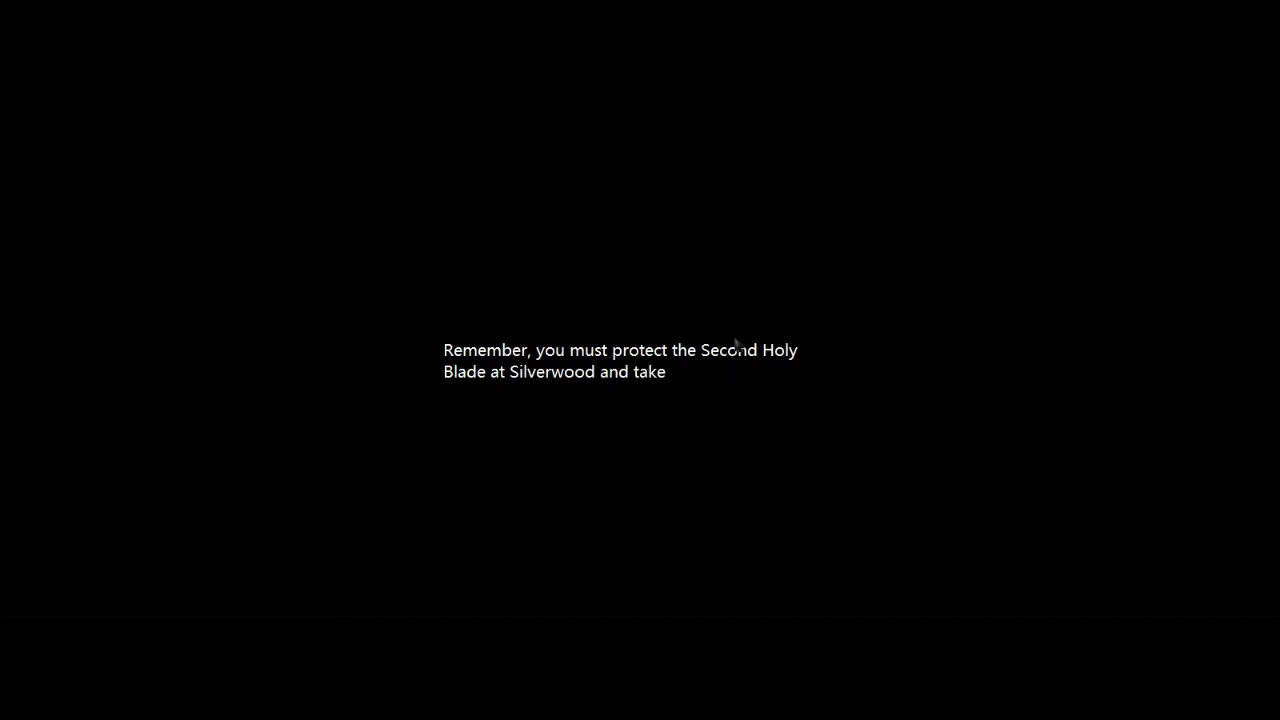 Remember, you must protect the Second Holy
Blade at Silverwood and take